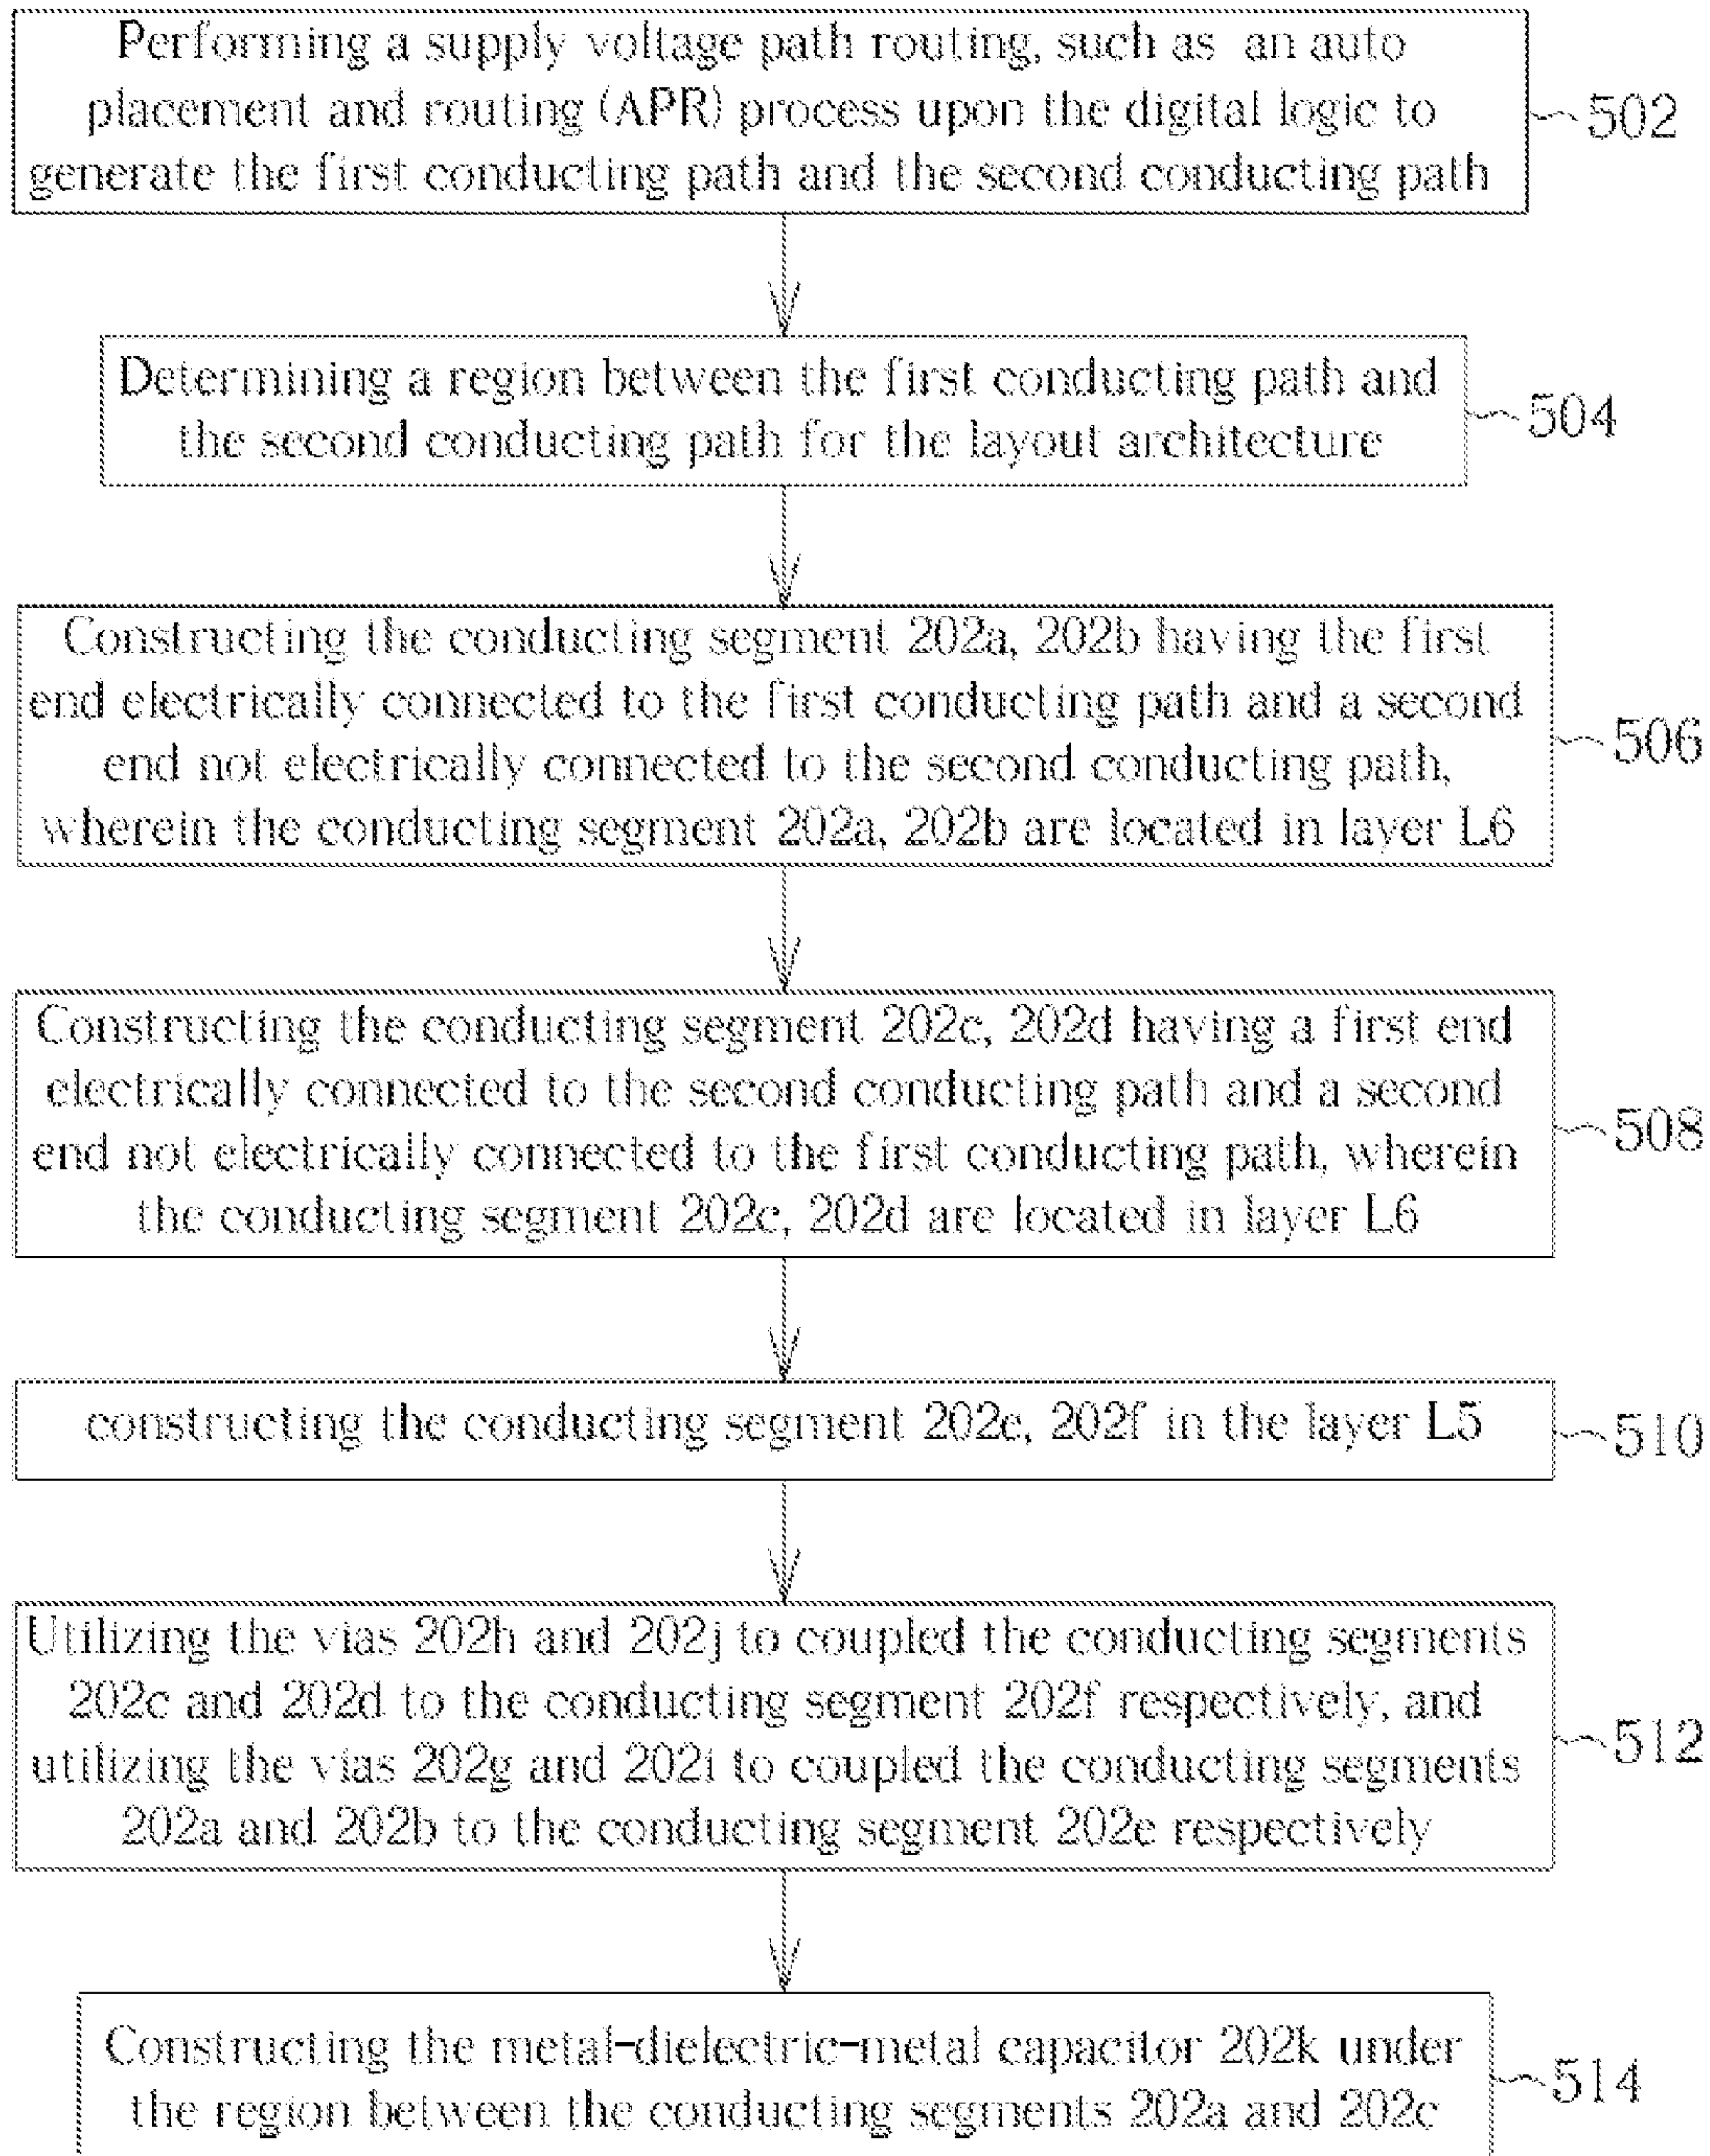 Performing a supply voltage path routing, such as an auto
placement and routing (APR) process upon the digital logic to
generate the first conducting path and the second conducting path
502
Determining a region between the first conducting path and
the second conducting path for the layout architecture
504
Constructing the conducting segment 202a, 202b having the first
end electrically connected to the first conducting path and a second
end not electrically connected to the second conducting path,
wherein the conducting segment 202a, 202b are located in layer L6
506
Constructing the conducting segment 202c, 202d having a first end
electrically connected to the second conducting path and a second
end not electrically connected to the first conducting path, wherein
the conducting segment 202c, 202d are located in layer L6
508
constructing the conducting segment 202e, 202f in the layer L5
510
Utilizing the vias 202h and 202j to coupled the conducting segments
202c and 202d to the conducting segment 202f respectively, and
utilizing the vias 202g and 202i to coupled the conducting segments
202a and 202b to the conducting segment 202e respectively
512
Constructing the metal-dielectric-metal capacitor 202k under
the region between the conducting segments 202a and 202c
514